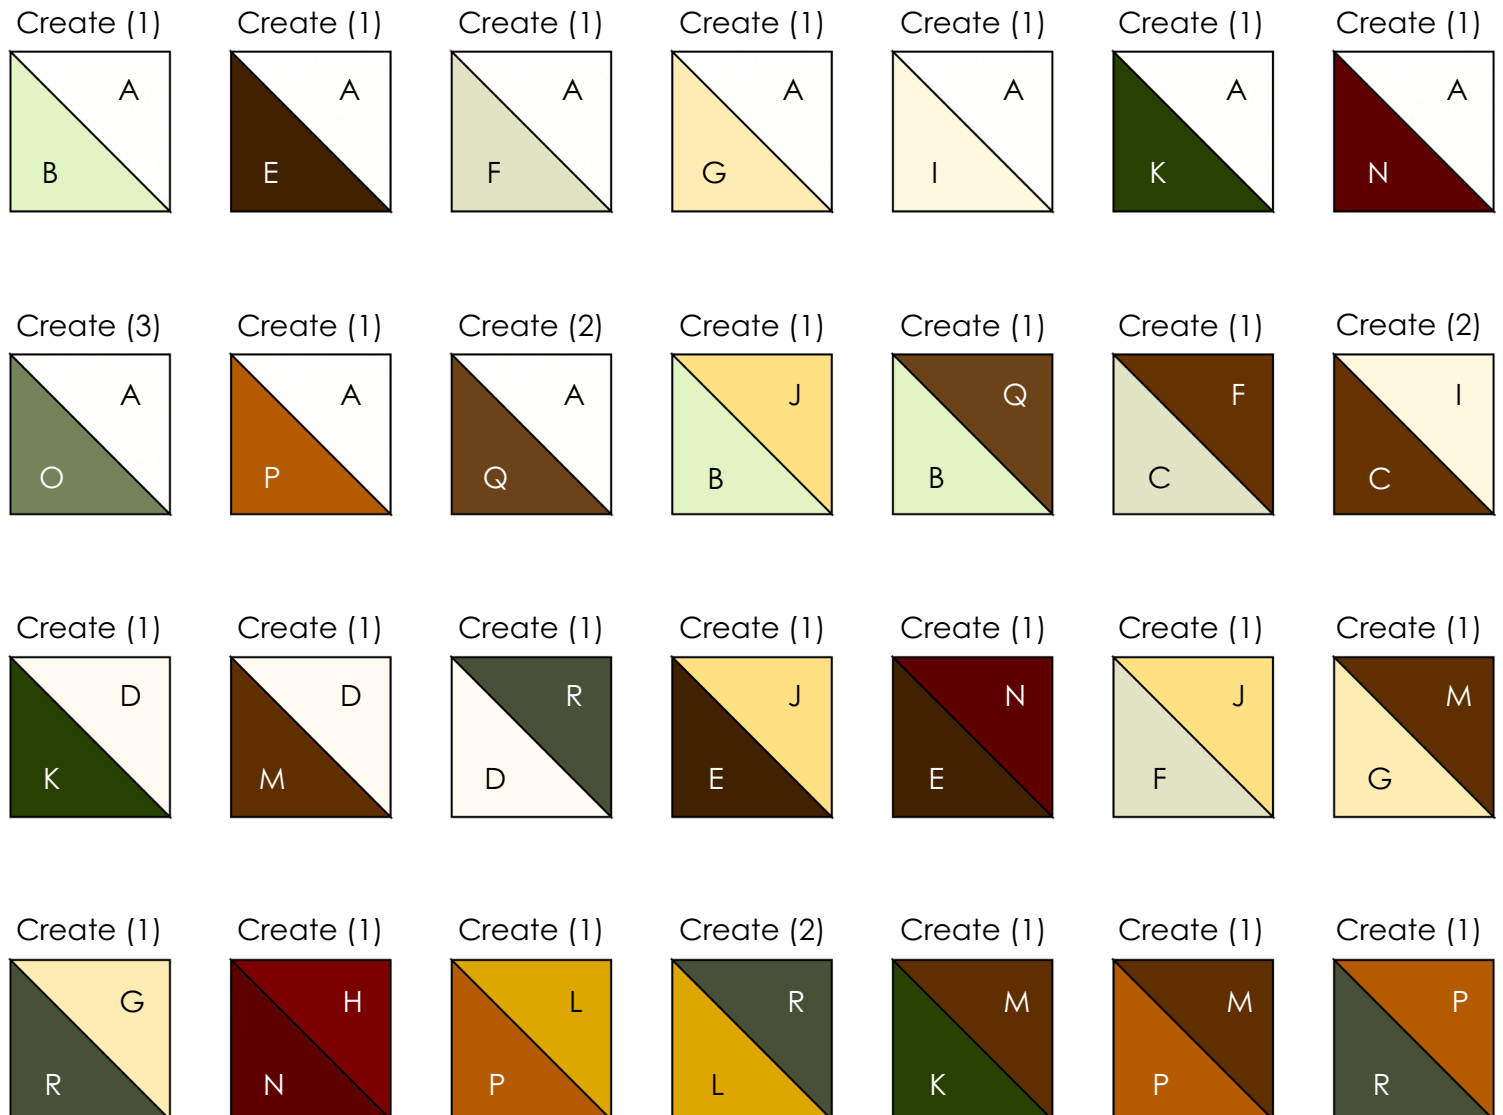 Create (1) Create (1) Create (1) Create (1) Create (1) Create (1) Create (1)
A A A A A A A
B E F G I K N
Create (3) Create (1) Create (2) Create (1) Create (1) Create (1) Create (2)
A A A J Q F I
O P Q B B C C
Create (1) Create (1) Create (1) Create (1) Create (1) Create (1) Create (1)
D D R J N J M
K M D E E F G
Create (1) Create (1) Create (1) Create (2) Create (1) Create (1) Create (1)
G H L R M M P
R N P L K P R